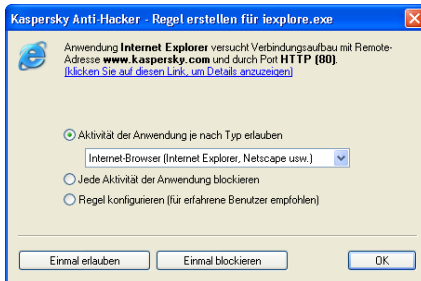 Kaspersky Anti-Hacker - Regel erstellen für iexplore.exe
Anwendung Internet Explorer versucht Verbindungsaufbau mit Remote-
Adresse www.kaspersky.com und durch Port HTTP (80).
(klicken Sie auf diesen Link, um Details anzuzeigen)
Aktivität der Anwendung je nach Typ erlauben
Internet-Browser (Internet Explorer, Netscape usw.)
Jede Aktivität der Anwendung blockieren
Regel konfigurieren (für erfahrene Benutzer empfohlen)
Einmal erlauben
Einmal blockieren
OK